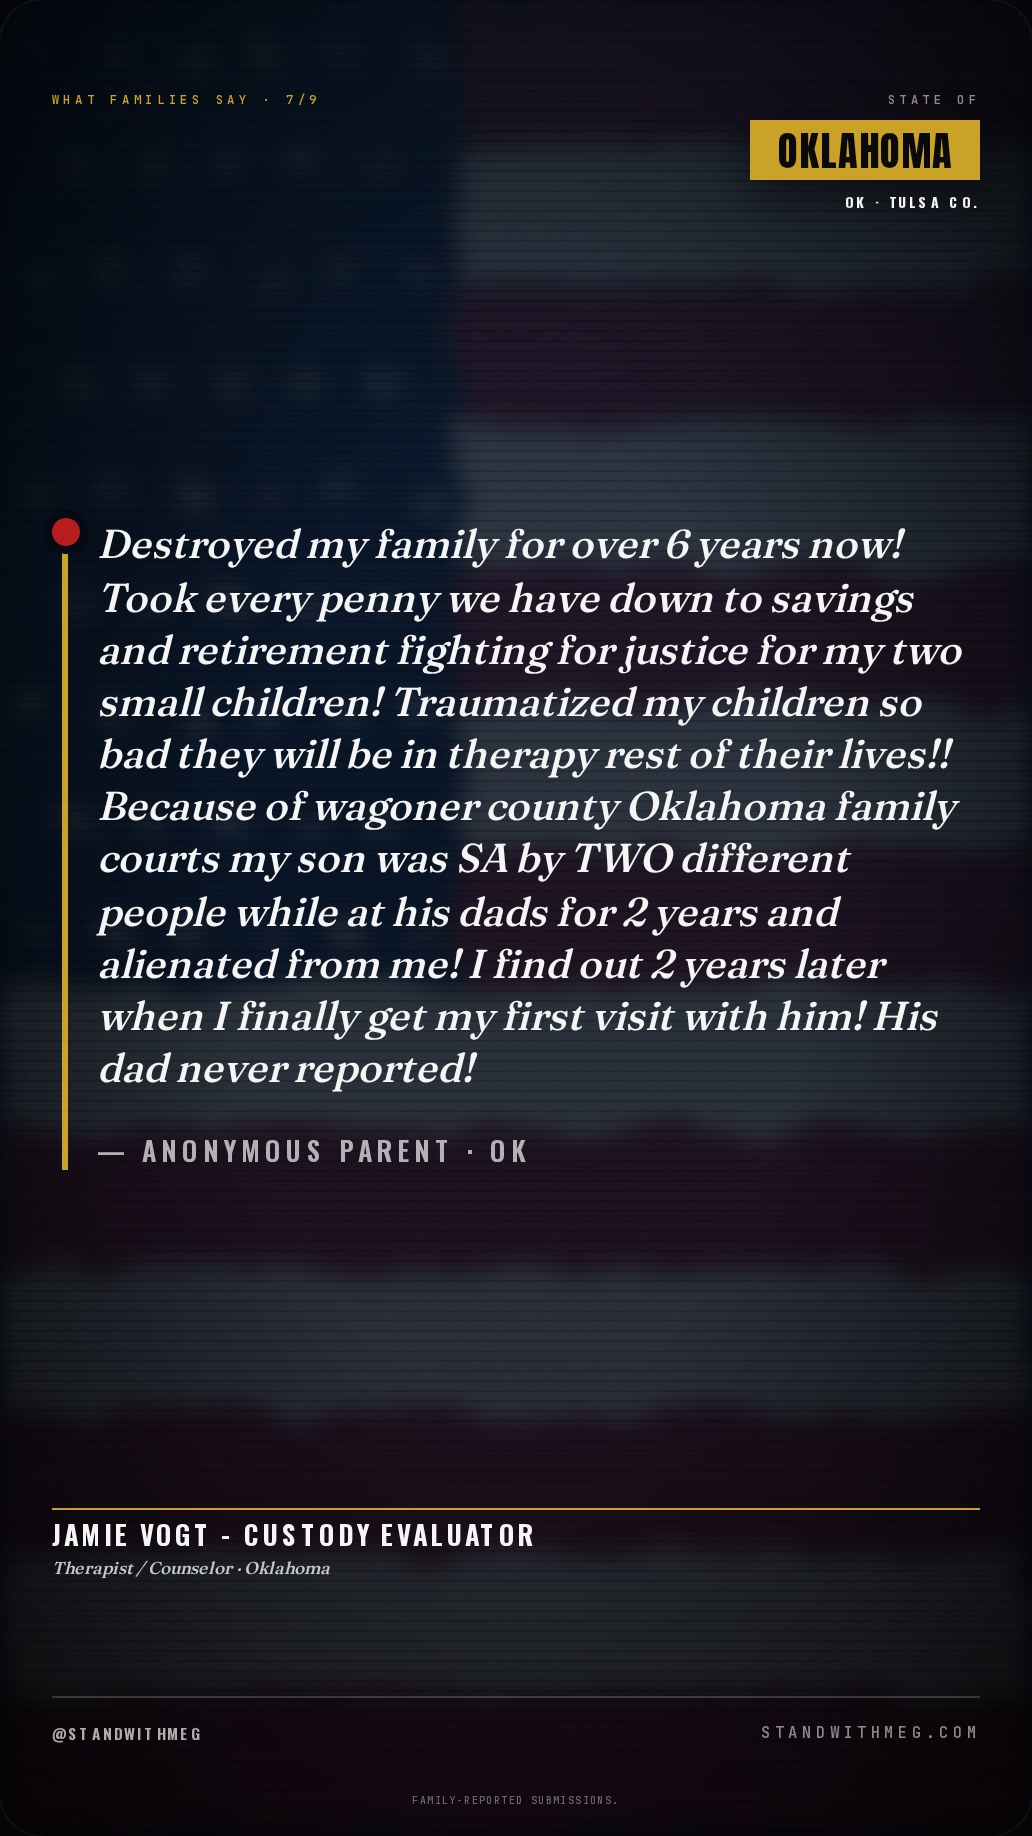 WHAT FAMILIES SAY · 7/9
STATE OF
OKLAHOMA
OK · TULSA CO.
Destroyed my family for over 6 years now!
Took every penny we have down to savings
and retirement fighting for justice for my two
small children! Traumatized my children so
bad they will be in therapy rest of their lives!!
Because of wagoner county Oklahoma family
courts my son was SA by TWO different
people while at his dads for 2 years and
alienated from me! I find out 2 years later
when I finally get my first visit with him! His
dad never reported!
— ANONYMOUS PARENT · OK
JAMIE VOGT - CUSTODY EVALUATOR
Therapist / Counselor · Oklahoma
@STANDWITHMEG
STANDWITHMEG.COM
FAMILY-REPORTED SUBMISSIONS.